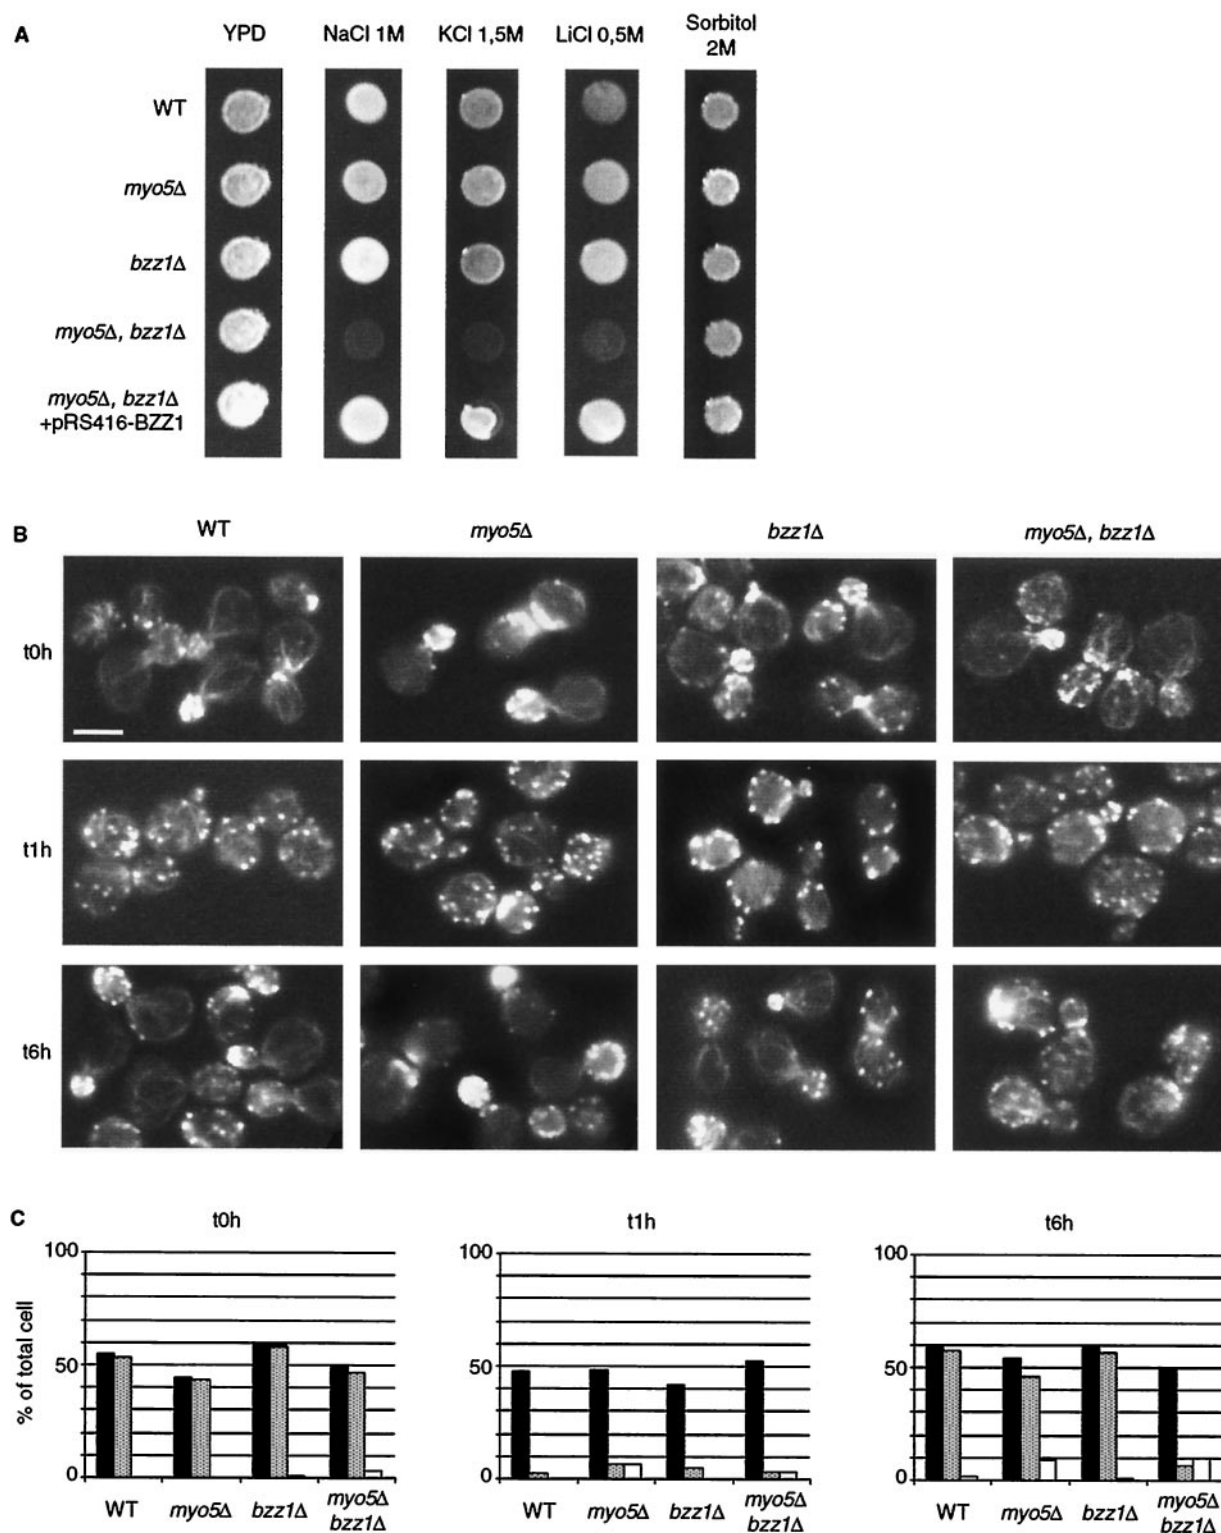 A
YPD NaCl 1M KCl 1,5M LiCl 0,5M Sorbitol
2M
WT
myo5Δ
bzz1Δ
myo5Δ, bzz1Δ
myo5Δ, bzz1Δ
+pRS416-BZZ1
B
WT myo5Δ bzz1Δ myo5Δ, bzz1Δ
t0h
t1h
t6h
C
t0h t1h t6h
% of total cell
100 100 100
50 50 50
0 0 0
WT myo5Δ bzz1Δ myo5Δ
bzz1Δ
WT myo5Δ bzz1Δ myo5Δ
bzz1Δ
WT myo5Δ bzz1Δ myo5Δ
bzz1Δ